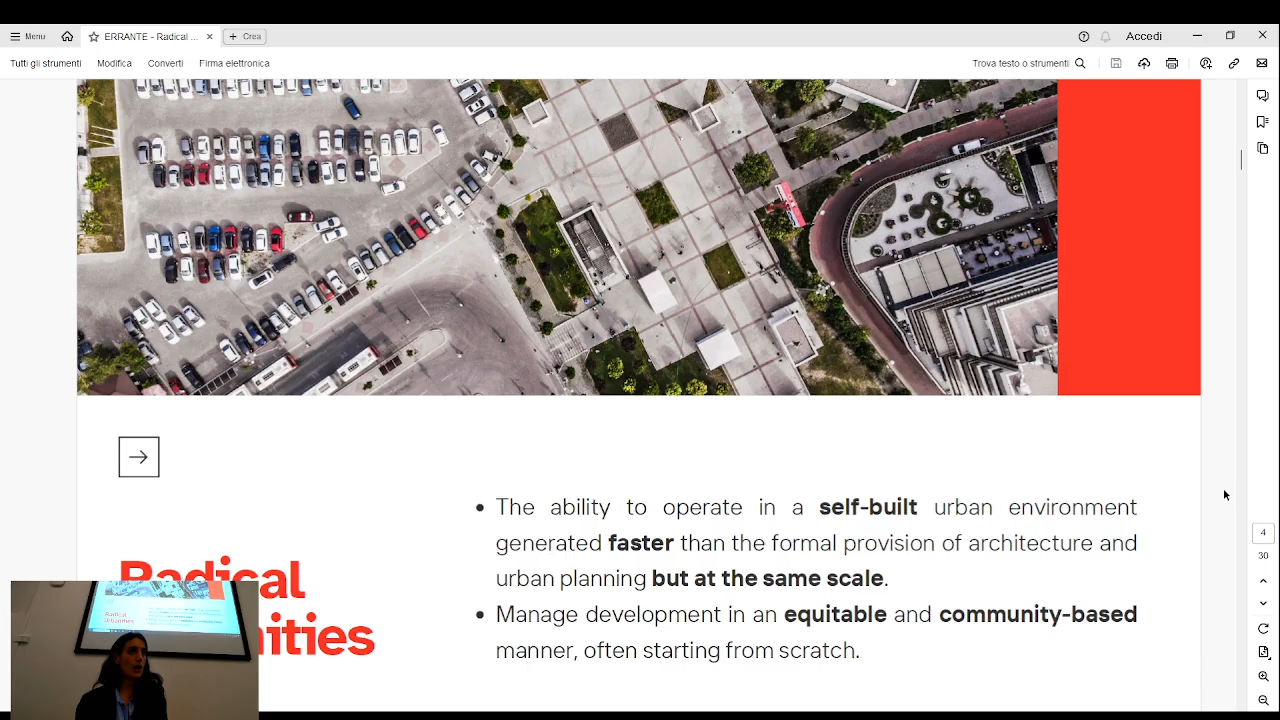 Menu
ERRANTE - Radical ...
Crea
Accedi
Tutti gli strumenti
Modifica
Converti
Firma elettronica
Trova testo o strumenti
The ability to operate in a self-built urban environment
generated faster than the formal provision of architecture and
urban planning but at the same scale.
Manage development in an equitable and community-based
manner, often starting from scratch.
Radical
nities
4
30
Radical
Urbanities